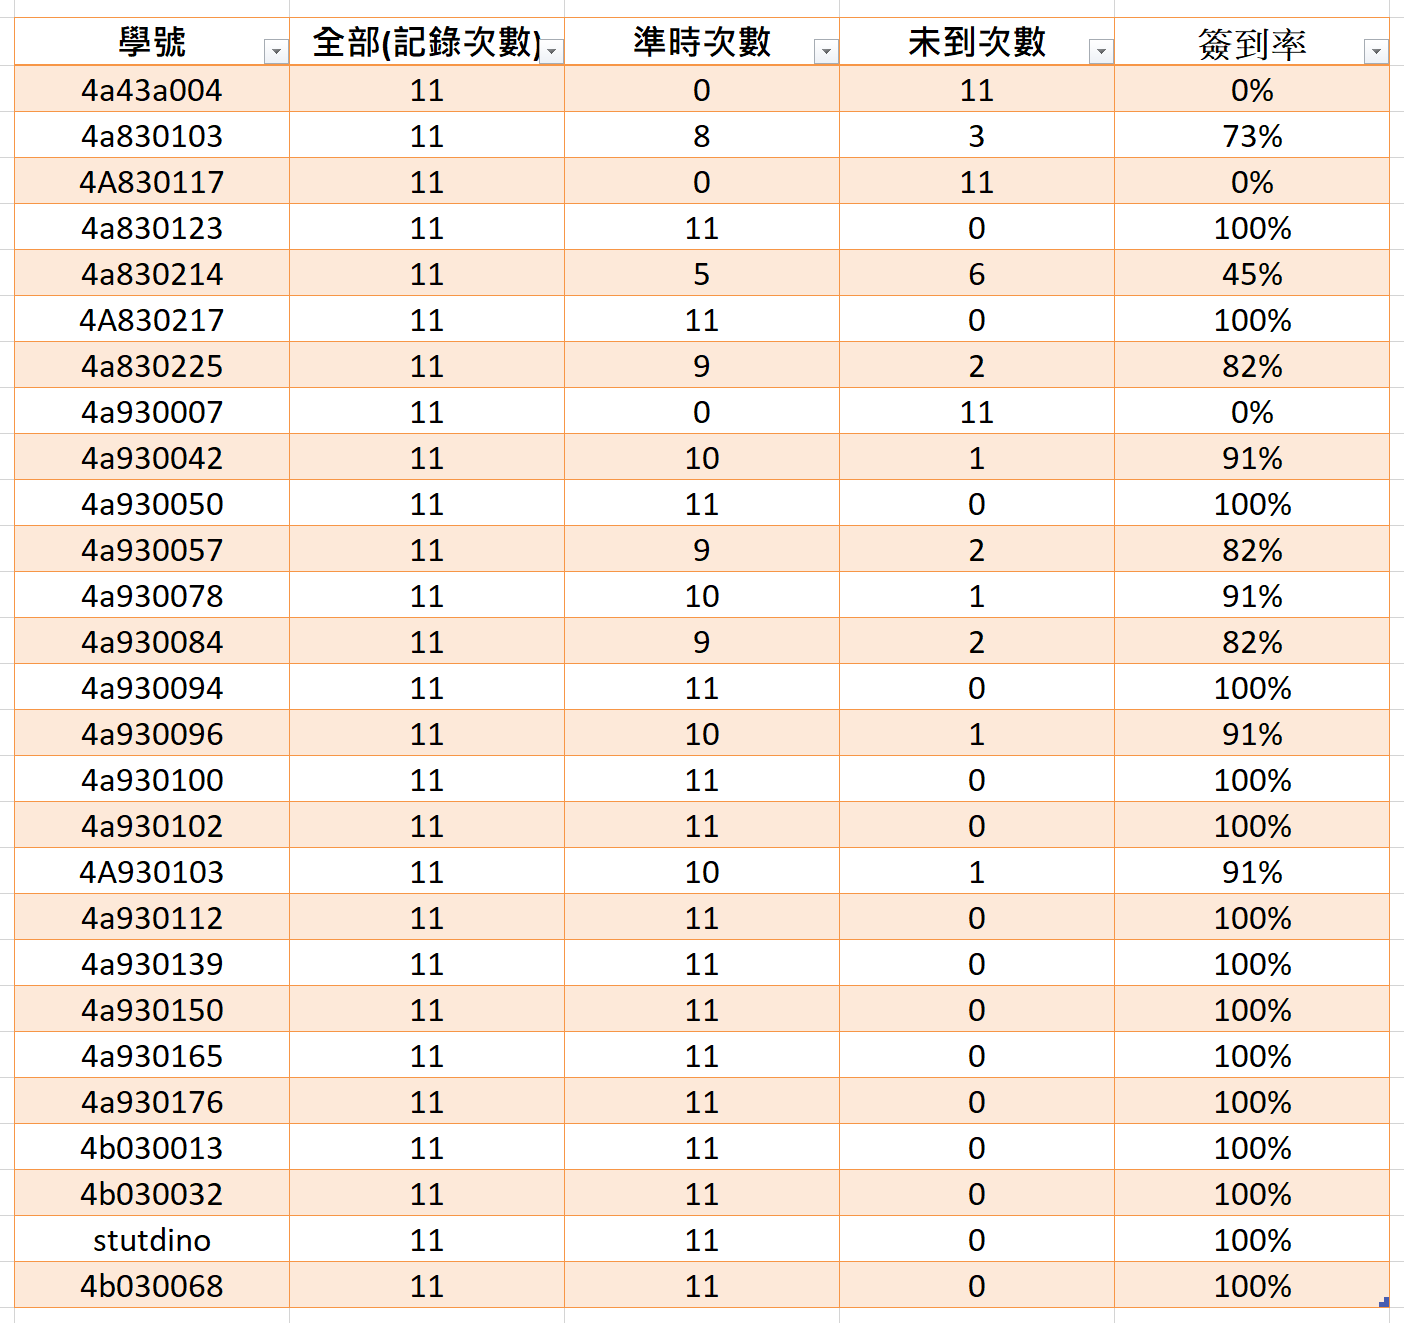 學號 全部(記錄次數) 準時次數 未到次數 簽到率
4a43a004 11 0 11 0%
4a830103 11 8 3 73%
4A830117 11 0 11 0%
4a830123 11 11 0 100%
4a830214 11 5 6 45%
4A830217 11 11 0 100%
4a830225 11 9 2 82%
4a930007 11 0 11 0%
4a930042 11 10 1 91%
4a930050 11 11 0 100%
4a930057 11 9 2 82%
4a930078 11 10 1 91%
4a930084 11 9 2 82%
4a930094 11 11 0 100%
4a930096 11 10 1 91%
4a930100 11 11 0 100%
4a930102 11 11 0 100%
4A930103 11 10 1 91%
4a930112 11 11 0 100%
4a930139 11 11 0 100%
4a930150 11 11 0 100%
4a930165 11 11 0 100%
4a930176 11 11 0 100%
4b030013 11 11 0 100%
4b030032 11 11 0 100%
stutdino 11 11 0 100%
4b030068 11 11 0 100%